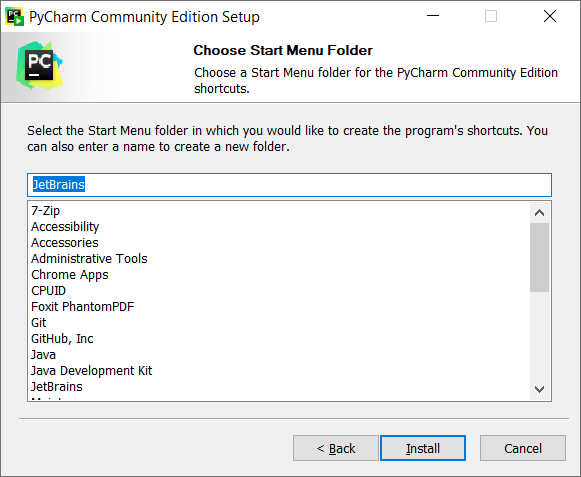 PyCharm Community Edition Setup
PC
Choose Start Menu Folder
Choose a Start Menu folder for the PyCharm Community Edition
shortcuts.
Select the Start Menu folder in which you would like to create the program's shortcuts. You
can also enter a name to create a new folder.
JetBrains
7-Zip
Accessibility
Accessories
Administrative Tools
Chrome Apps
CPUID
Foxit PhantomPDF
Git
GitHub, Inc
Java
Java Development Kit
JetBrains
< Back
Install
Cancel